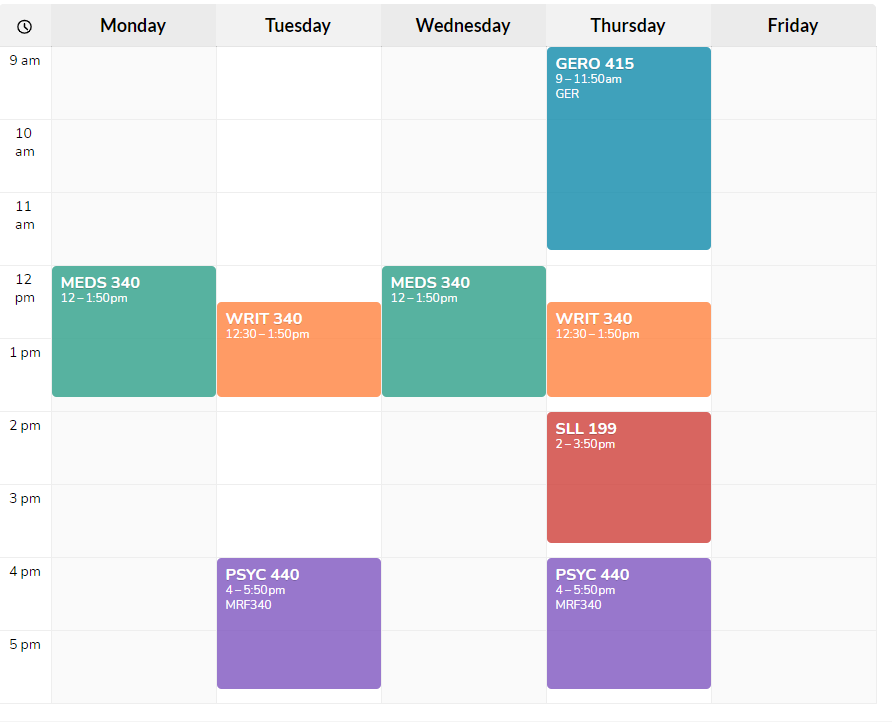 Monday Tuesday Wednesday Thursday Friday
9 am
GERO 415
9 – 11:50am
GER
10
am
11
am
12
pm
MEDS 340
12 – 1:50pm
MEDS 340
12 – 1:50pm
WRIT 340
12:30 – 1:50pm
WRIT 340
12:30 – 1:50pm
1 pm
2 pm
SLL 199
2 – 3:50pm
3 pm
4 pm
PSYC 440
4 – 5:50pm
MRF340
PSYC 440
4 – 5:50pm
MRF340
5 pm